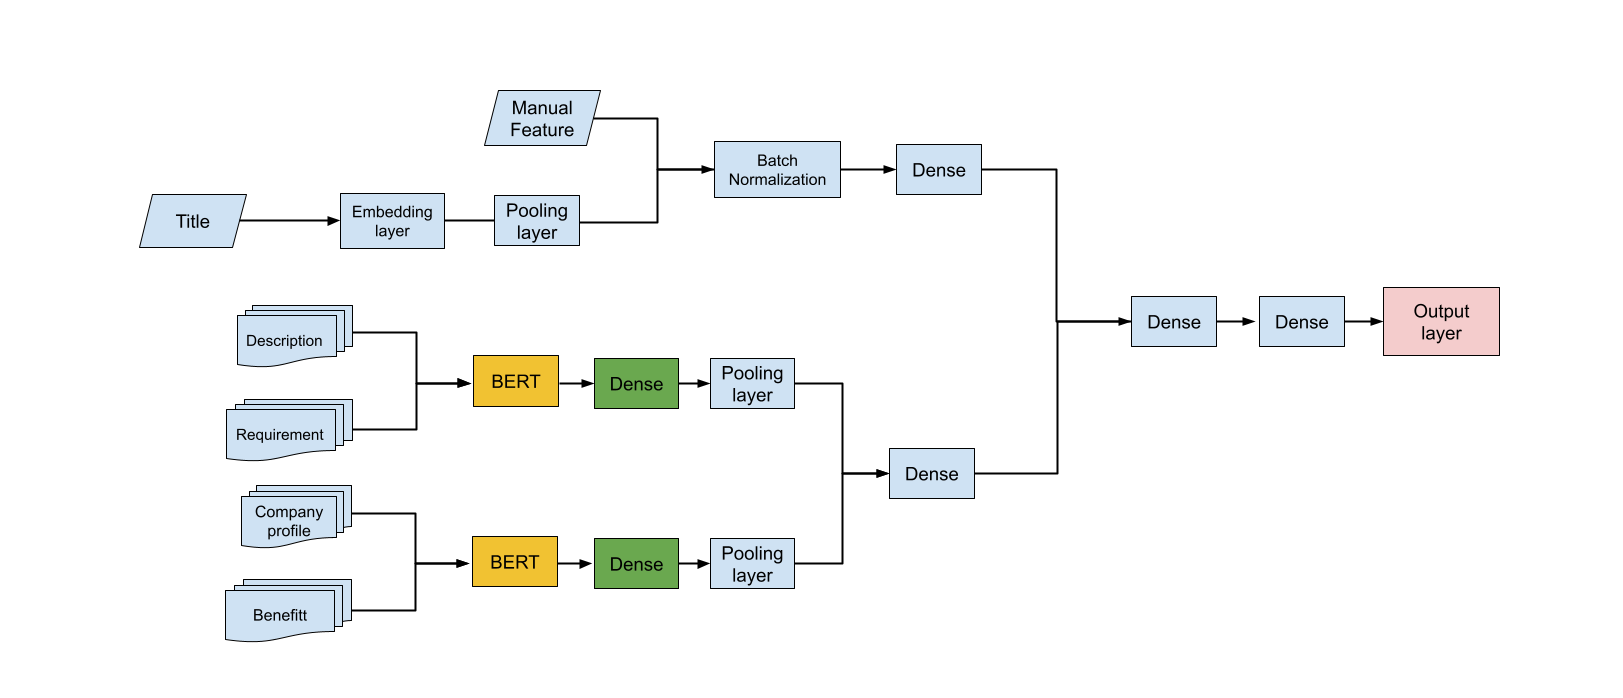 Manual
Feature
Batch
Normalization
Dense
Title
Embedding
layer
Pooling
layer
Description
Requirement
BERT
Dense
Pooling
layer
Company
profile
Benefitt
BERT
Dense
Pooling
layer
Dense
Dense
Dense
Output
layer